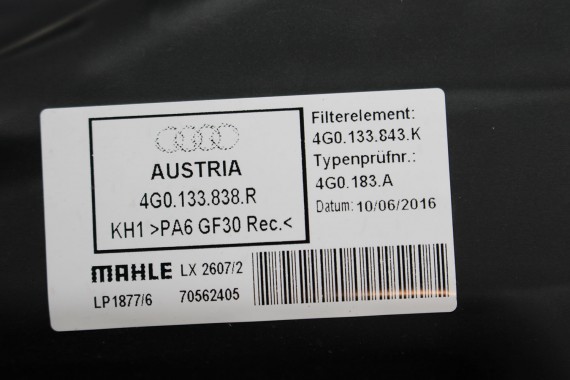 AUSTRIA
4G0.133.838.R
KH1 >PA6 GF30 Rec.<
Filterelement:
4G0.133.843.K
Typenprüfnr.:
4G0.183.A
Datum: 10/06/2016
MAHLE LX 2607/2
LP1877/6 70562405